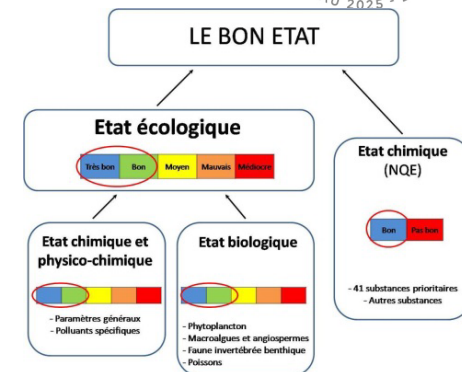 2025
LE BON ETAT
Etat écologique
Très bon Bon Moyen Mauvais Médiocre
Etat chimique
(NQE)
Bon Pas bon
- 41 substances prioritaires
- Autres substances
Etat chimique et
physico-chimique
- Paramètres généraux
- Polluants spécifiques
Etat biologique
- Phytoplancton
- Macroalgues et angiospermes
- Faune invertébrée benthique
- Poissons